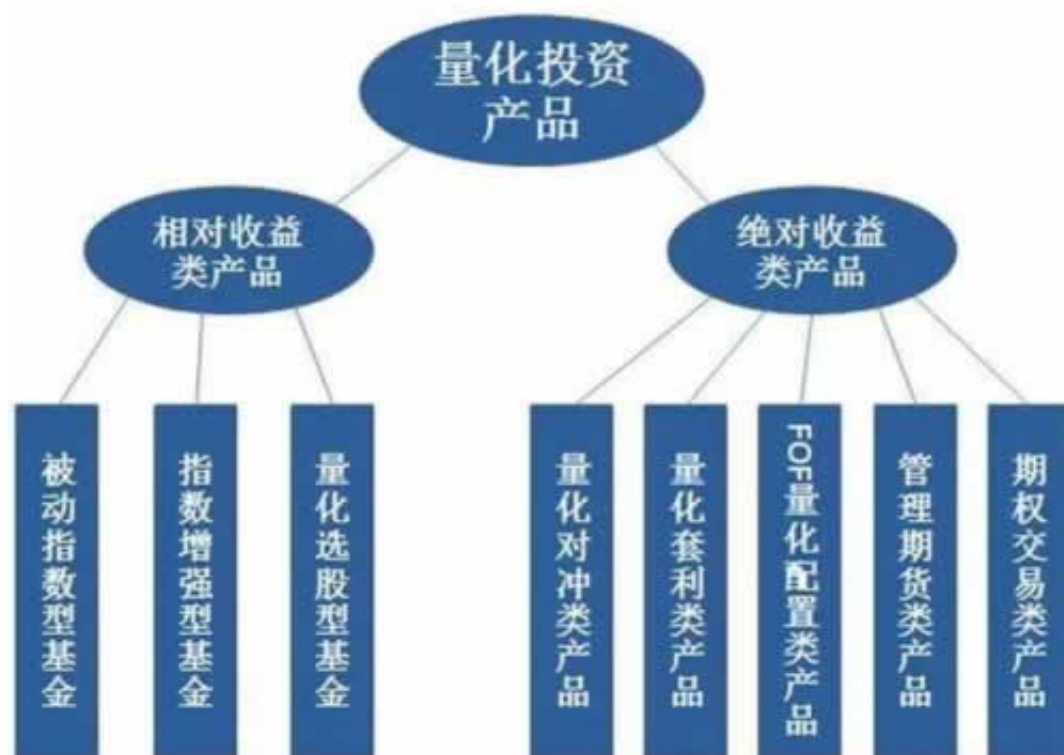 量化投资
产品
相对收益
类产品
绝对收益
类产品
被动指数型基金
指数增强型基金
量化选股型基金
量化对冲类产品
量化套利类产品
FOF量化配置类产品
管理期货类产品
期权交易类产品